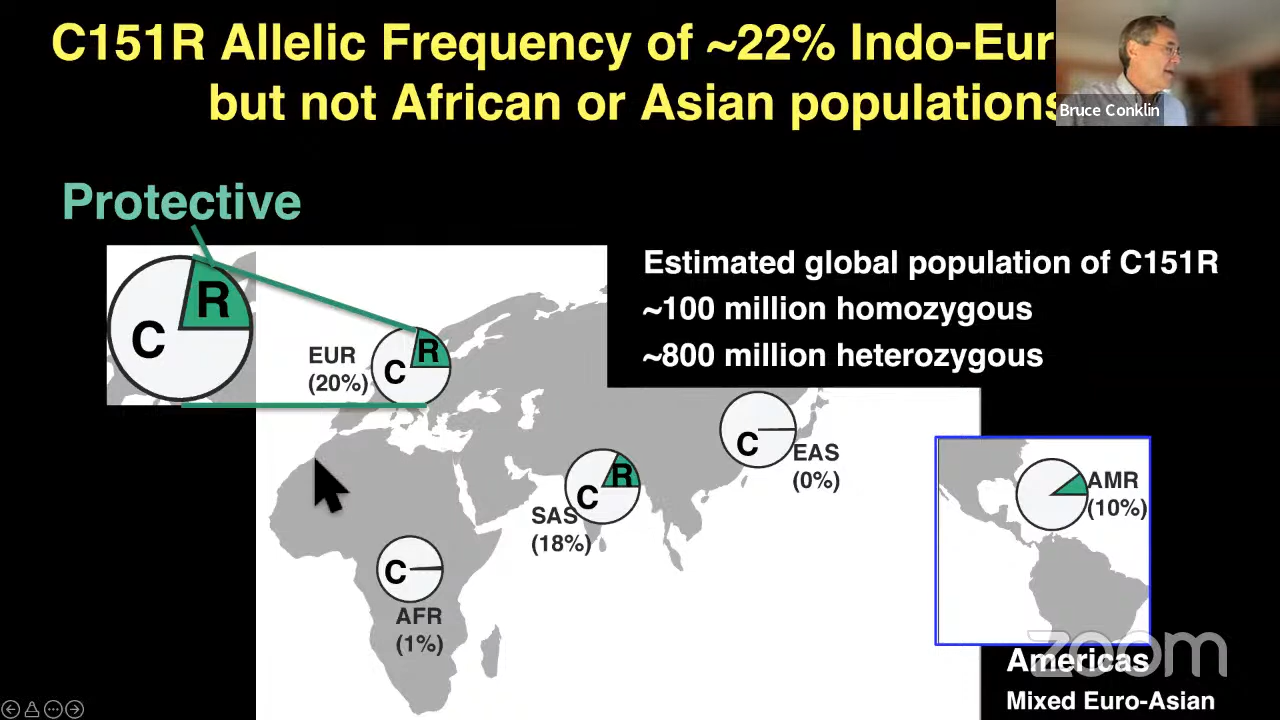 C151R Allelic Frequency of ~22% Indo-Eur
but not African or Asian populations
Bruce Conklin
Protective
R
C
Estimated global population of C151R
~100 million homozygous
~800 million heterozygous
EUR
(20%)
R
C
C
EAS
(0%)
R
C
SAS
(18%)
AMR
(10%)
C
AFR
(1%)
zoom
Americas
Mixed Euro-Asian